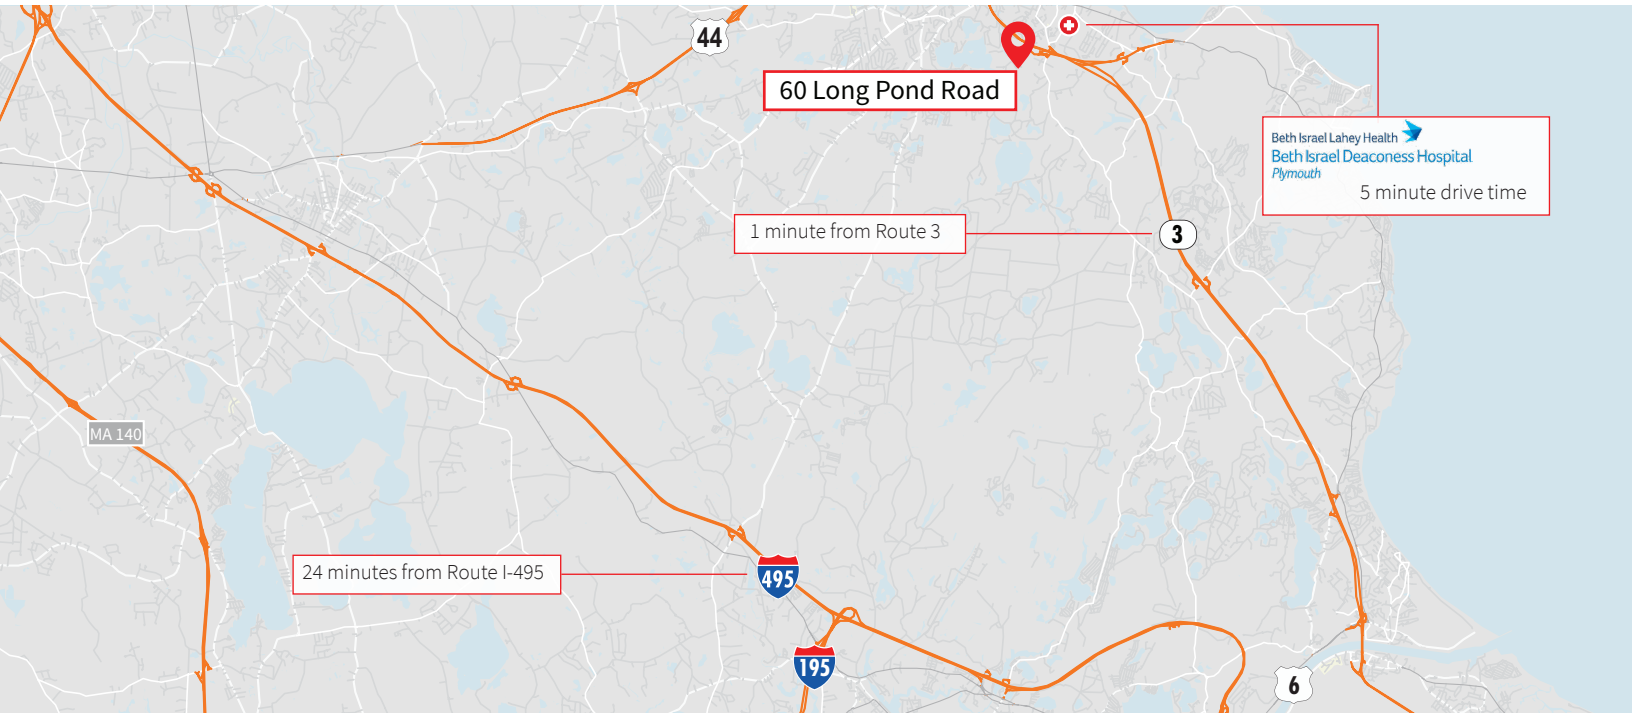 44
60 Long Pond Road
Beth Israel Lahey Health
Beth Israel Deaconess Hospital
Plymouth
5 minute drive time
1 minute from Route 3
3
MA 140
24 minutes from Route I-495
495
195
6